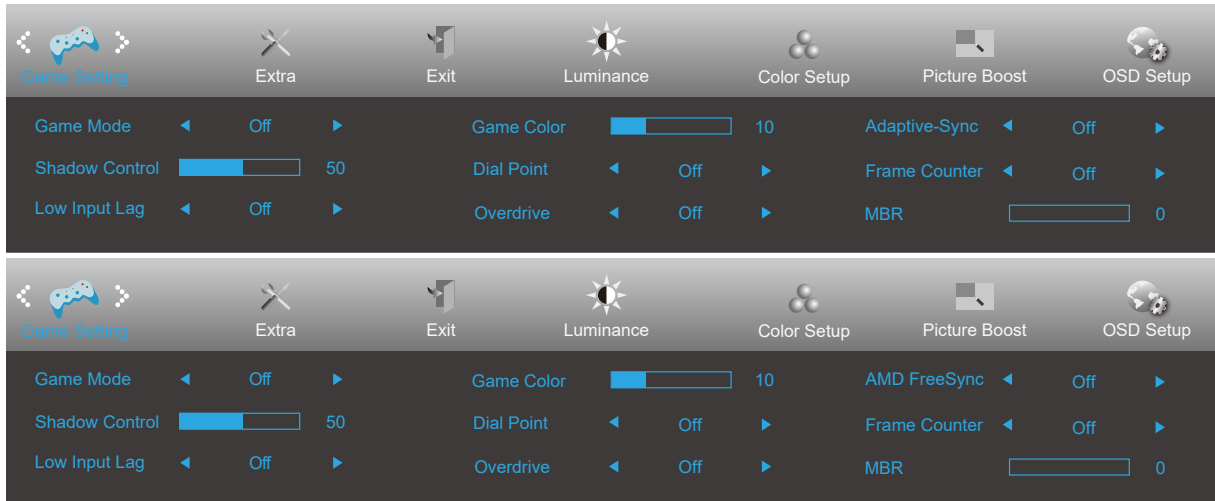 Game Setting Extra Exit Luminance Color Setup Picture Boost OSD Setup
Game Mode Off Game Color 10 Adaptive-Sync Off
Shadow Control 50 Dial Point Off Frame Counter Off
Low Input Lag Off Overdrive Off MBR 0
Game Setting Extra Exit Luminance Color Setup Picture Boost OSD Setup
Game Mode Off Game Color 10 AMD FreeSync Off
Shadow Control 50 Dial Point Off Frame Counter Off
Low Input Lag Off Overdrive Off MBR 0